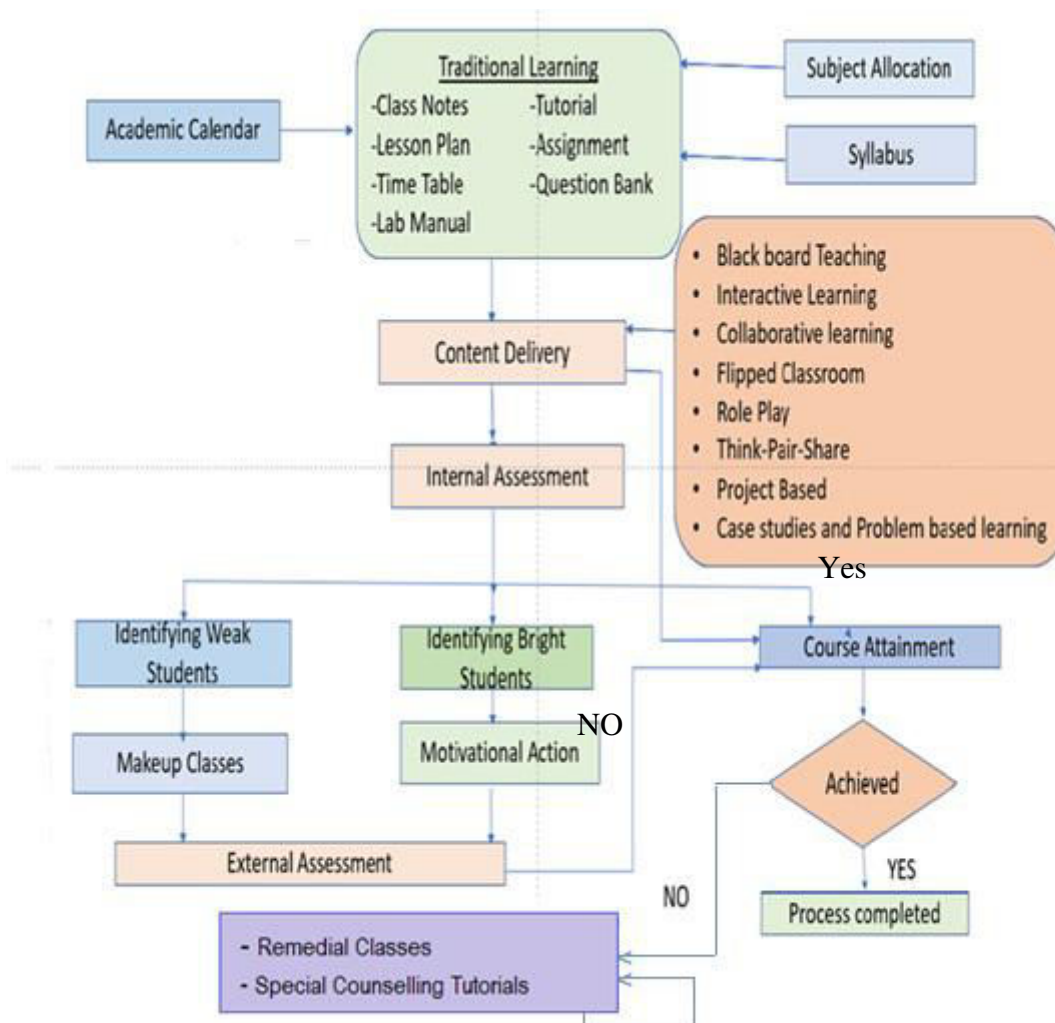 Traditional Learning
-Class Notes
-Tutorial
-Lesson Plan
-Assignment
-Time Table
-Question Bank
-Lab Manual
Subject Allocation
Academic Calendar
Syllabus
• Black board Teaching
• Interactive Learning
• Collaborative learning
• Flipped Classroom
• Role Play
• Think-Pair-Share
• Project Based
• Case studies and Problem based learning
Content Delivery
Internal Assessment
Yes
Identifying Weak
Students
Identifying Bright
Students
Course Attainment
NO
Makeup Classes
Motivational Action
Achieved
External Assessment
YES
NO
Process completed
- Remedial Classes
- Special Counselling Tutorials